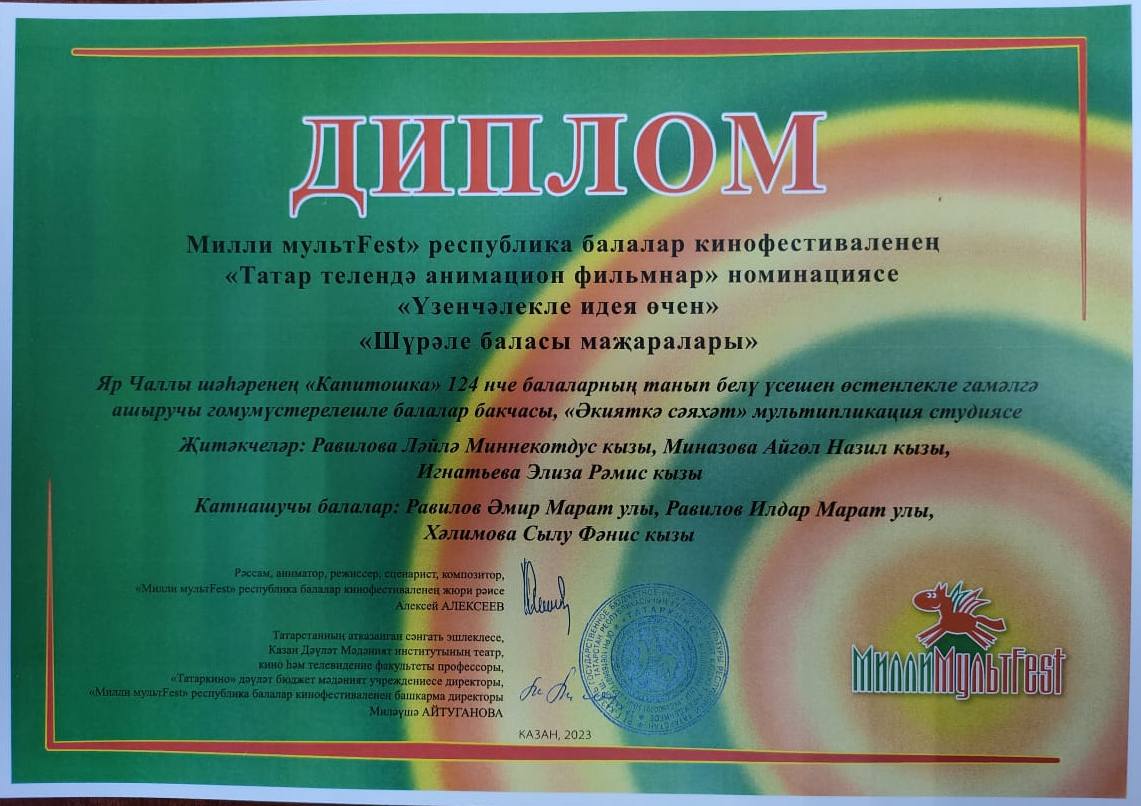 ДИПЛОМ
Милли мультFest» республика балалар кинофестиваленең
«Татар телендә анимацион фильмнар» номинациясе
«Үзенчәлекле идея өчен»
«Шүрәле баласы маҗаралары»
Яр Чаллы шәһәренең «Капитошка» 124 нче балаларның танып белү үсешен өстенлекле гамәлгә
ашыручы гомумүстерелешле балалар бакчасы, «Әкияткә сәяхәт» мультипликация студиясе
Җитәкчеләр: Равилова Ләйлә Миннекотдус кызы, Миназова Айгөл Назил кызы,
Игнатьева Элиза Рәмис кызы
Катнашучы балалар: Равилов Әмир Марат улы, Равилов Илдар Марат улы,
Хәлимова Сылу Фәнис кызы
Рәссам, аниматор, режиссер, сценарист, композитор,
«Милли мультFest» республика балалар кинофестиваленең жюри рәисе
Алексей АЛЕКСЕЕВ
Татарстанның атказанган сәнгать эшлеклесе,
Казан Дәүләт Мәдәният институтының театр,
кино һәм телевидение факультеты профессоры,
«Татаркино» дәүләт бюджет мәдәният учреждениесе директоры,
«Милли мультFest» республика балалар кинофестиваленең башкарма директоры
Миләүшә АЙТУГАНОВА
КАЗАН, 2023
МиллиМультFest